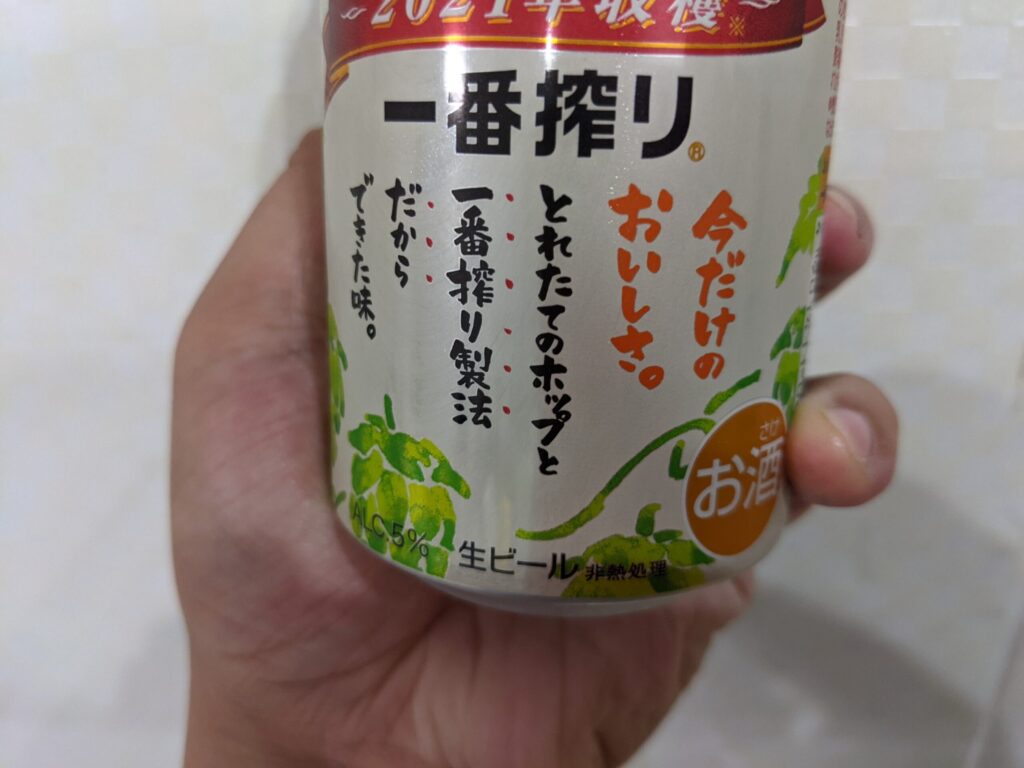 2021年収穫※
一番搾り®
今だけの
おいしさ。
とれたてのホップと
一番搾り製法
だから
できた味。
さけ
お酒
ALC.5%
生ビール 非熱処理